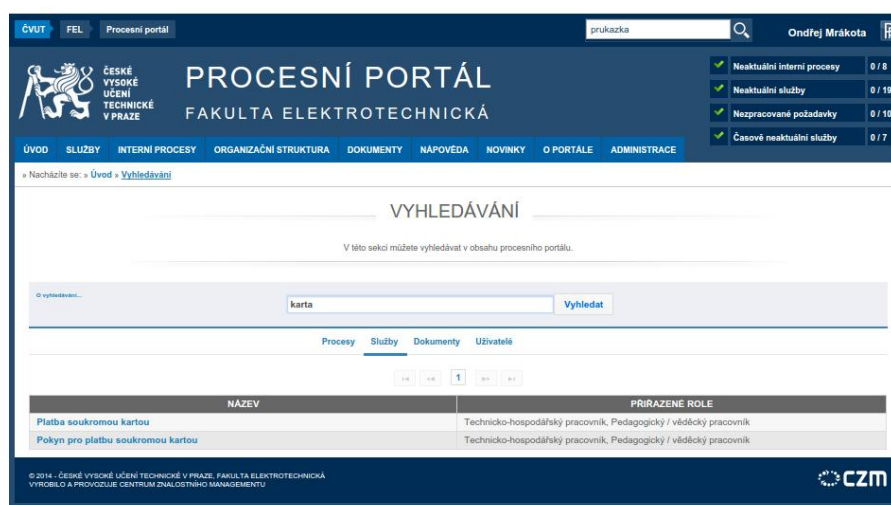 ČVUT FEL Procesní portál prukazka Ondřej Mrákota
ČESKÉ
VYSOKÉ
UČENÍ
TECHNICKÉ
V PRAZE
PROCESNÍ PORTÁL
FAKULTA ELEKTROTECHNICKÁ
Neaktuální interní procesy 0 / 8
Neaktuální služby 0 / 19
Nezpracované požadavky 0 / 10
Časově neaktuální služby 0 / 7
ÚVOD SLUŽBY INTERNÍ PROCESY ORGANIZAČNÍ STRUKTURA DOKUMENTY NÁPOVĚDA NOVINKY O PORTÁLE ADMINISTRACE
» Nacházíte se: » Úvod » Vyhledávání
VYHLEDÁVÁNÍ
V této sekci můžete vyhledávat v obsahu procesního portálu.
O vyhledávání...
karta Vyhledat
Procesy Služby Dokumenty Uživatelé
1
NÁZEV PŘIŘAZENÉ ROLE
Platba soukromou kartou Technicko-hospodářský pracovník, Pedagogický / věděcký pracovník
Pokyn pro platbu soukromou kartou Technicko-hospodářský pracovník, Pedagogický / věděcký pracovník
© 2014 - ČESKÉ VYSOKÉ UČENÍ TECHNICKÉ V PRAZE, FAKULTA ELEKTROTECHNICKÁ
VYROBILO A PROVOZUJE CENTRUM ZNALOSTNÍHO MANAGEMENTU
czm